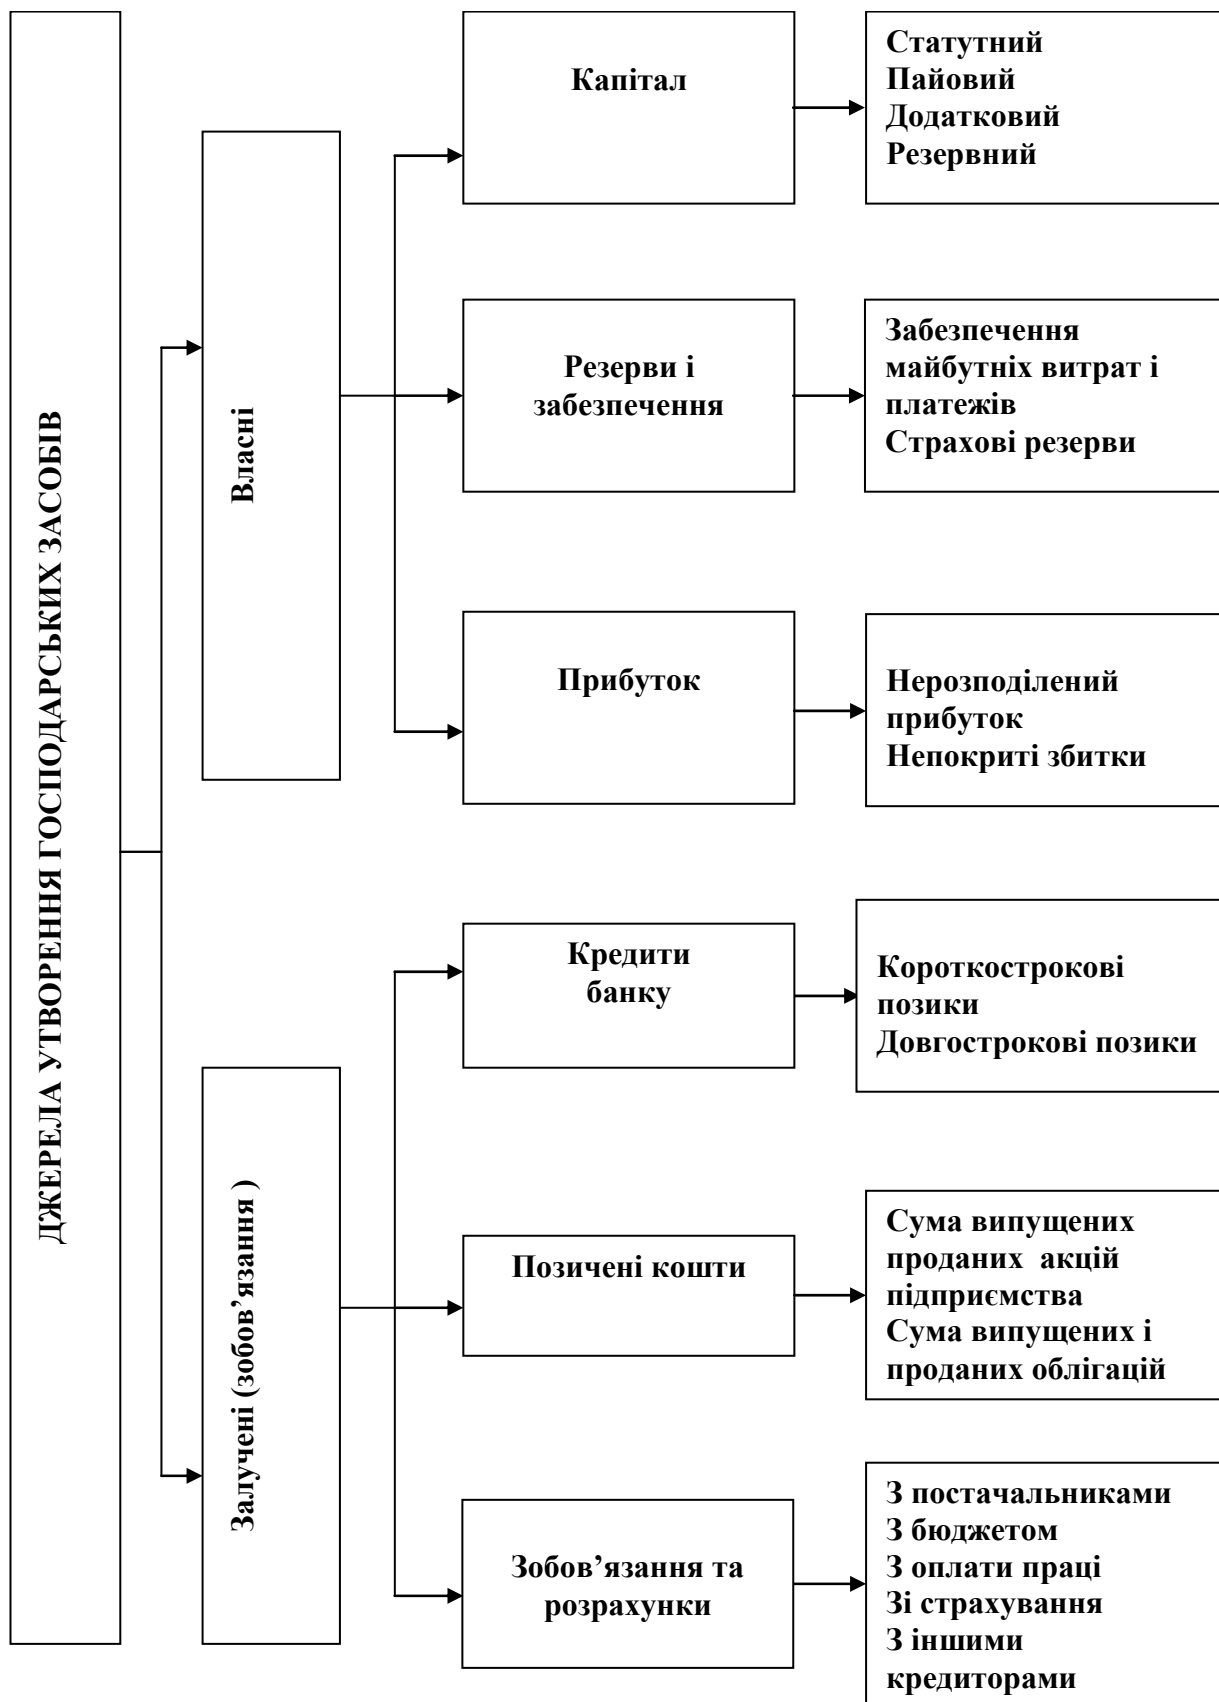 ДЖЕРЕЛА УТВОРЕННЯ ГОСПОДАРСЬКИХ ЗАСОБІВ
Власні
Капітал
Статутний
Пайовий
Додатковий
Резервний
Резерви і
забезпечення
Забезпечення
майбутніх витрат і
платежів
Страхові резерви
Прибуток
Нерозподілений
прибуток
Непокриті збитки
Залучені (зобов’язання )
Кредити
банку
Короткострокові
позики
Довгострокові позики
Позичені кошти
Сума випущених
проданих акцій
підприємства
Сума випущених і
проданих облігацій
Зобов’язання та
розрахунки
З постачальниками
З бюджетом
З оплати праці
Зі страхування
З іншими
кредиторами